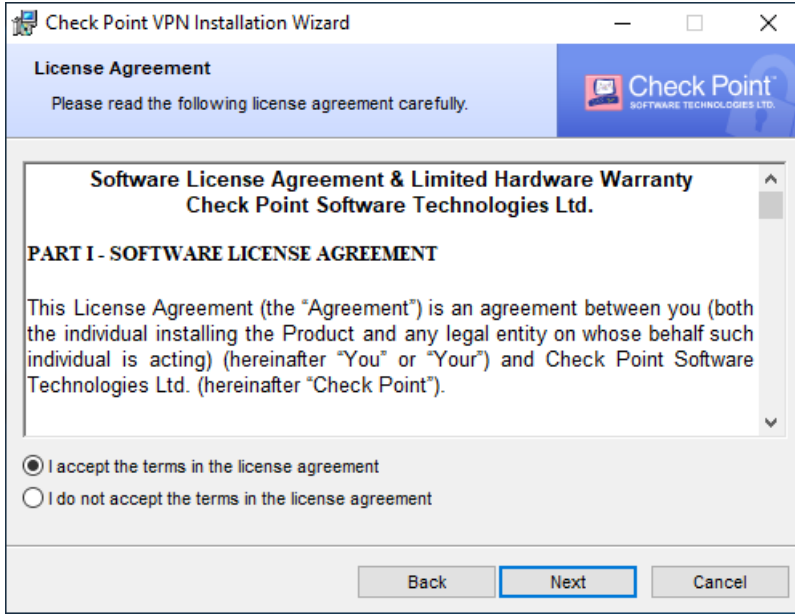 Check Point VPN Installation Wizard
License Agreement
Please read the following license agreement carefully.
Check Point™
SOFTWARE TECHNOLOGIES LTD.
Software License Agreement & Limited Hardware Warranty
Check Point Software Technologies Ltd.
PART I - SOFTWARE LICENSE AGREEMENT
This License Agreement (the “Agreement”) is an agreement between you (both
the individual installing the Product and any legal entity on whose behalf such
individual is acting) (hereinafter “You” or “Your”) and Check Point Software
Technologies Ltd. (hereinafter “Check Point”).
I accept the terms in the license agreement
I do not accept the terms in the license agreement
Back Next Cancel